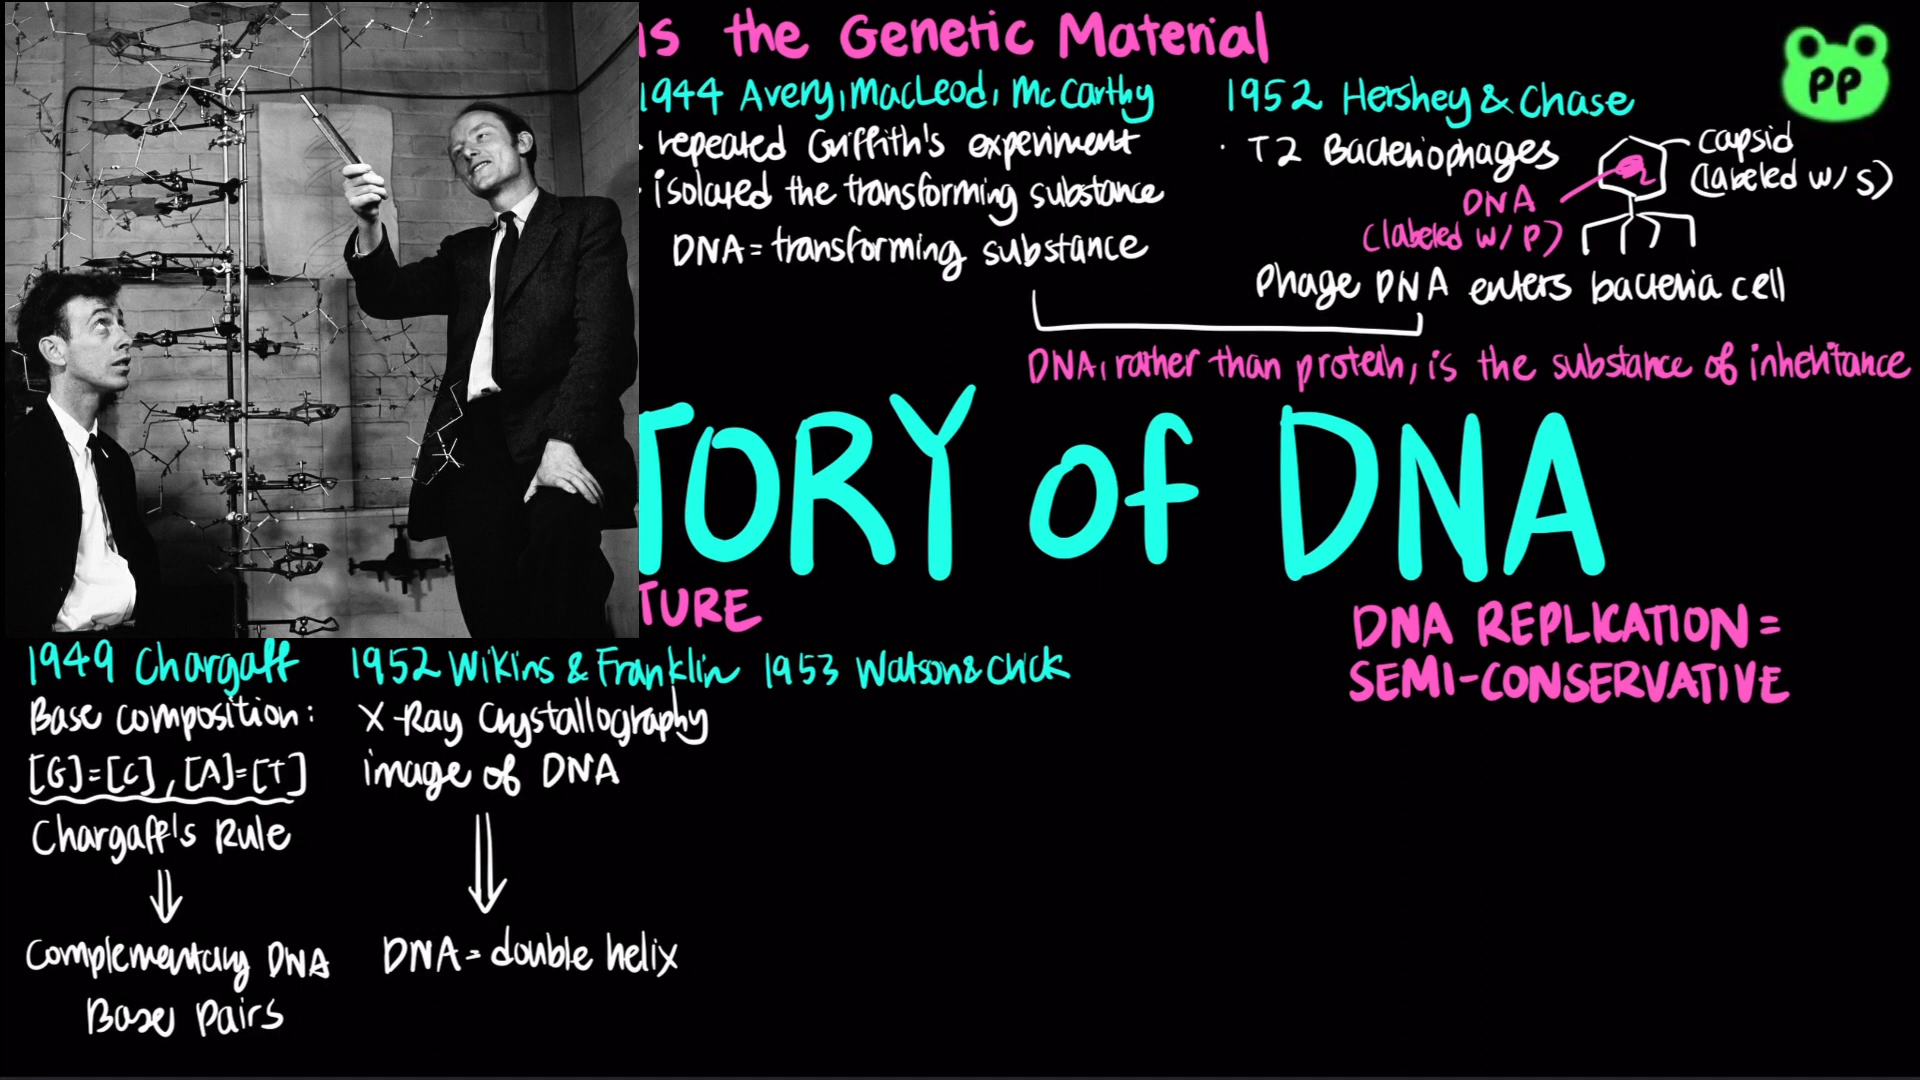 is the Genetic Material
1944 Avery, MacLeod, McCarthy
· repeated Griffith's experiment
· isolated the transforming substance
DNA = transforming substance
1952 Hershey & Chase
· T2 Bacteriophages
capsid
(labeled w/ S)
DNA
(labeled w/ P)
Phage DNA enters bacteria cell
DNA, rather than protein, is the substance of inheritance
PP
TORY of DNA
TURE
1949 Chargaff
Base composition:
[G]=[C], [A]=[T]
Chargaff's Rule
Complementary DNA
Base Pairs
1952 Wilkins & Franklin
X-Ray Crystallography
image of DNA
DNA = double helix
1953 Watson & Crick
DNA REPLICATION =
SEMI-CONSERVATIVE